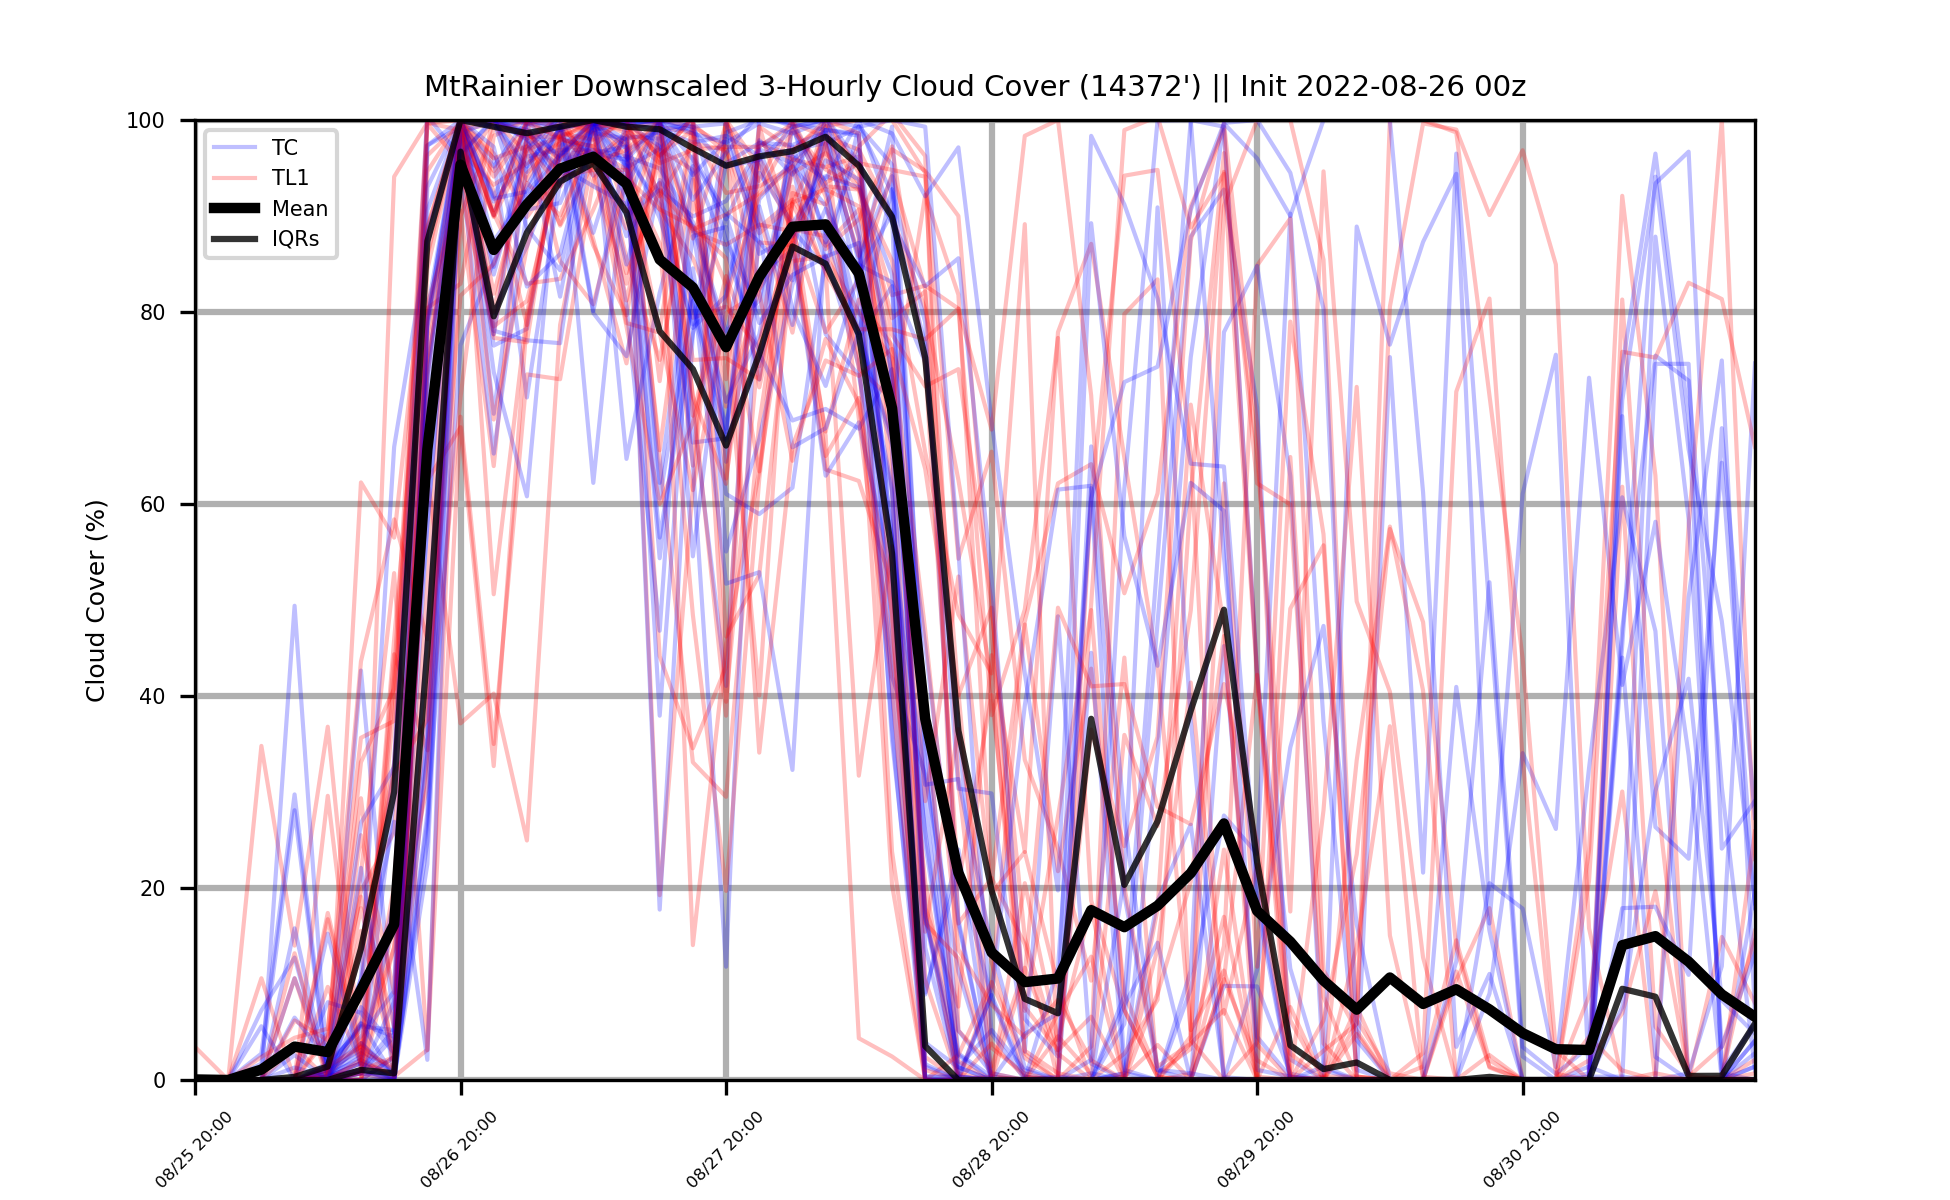 MtRainier Downscaled 3-Hourly Cloud Cover (14372') || Init 2022-08-26 00z
TC
TL1
Mean
IQRs
Cloud Cover (%)
100
80
60
40
20
0
08/25 20:00
08/26 20:00
08/27 20:00
08/28 20:00
08/29 20:00
08/30 20:00